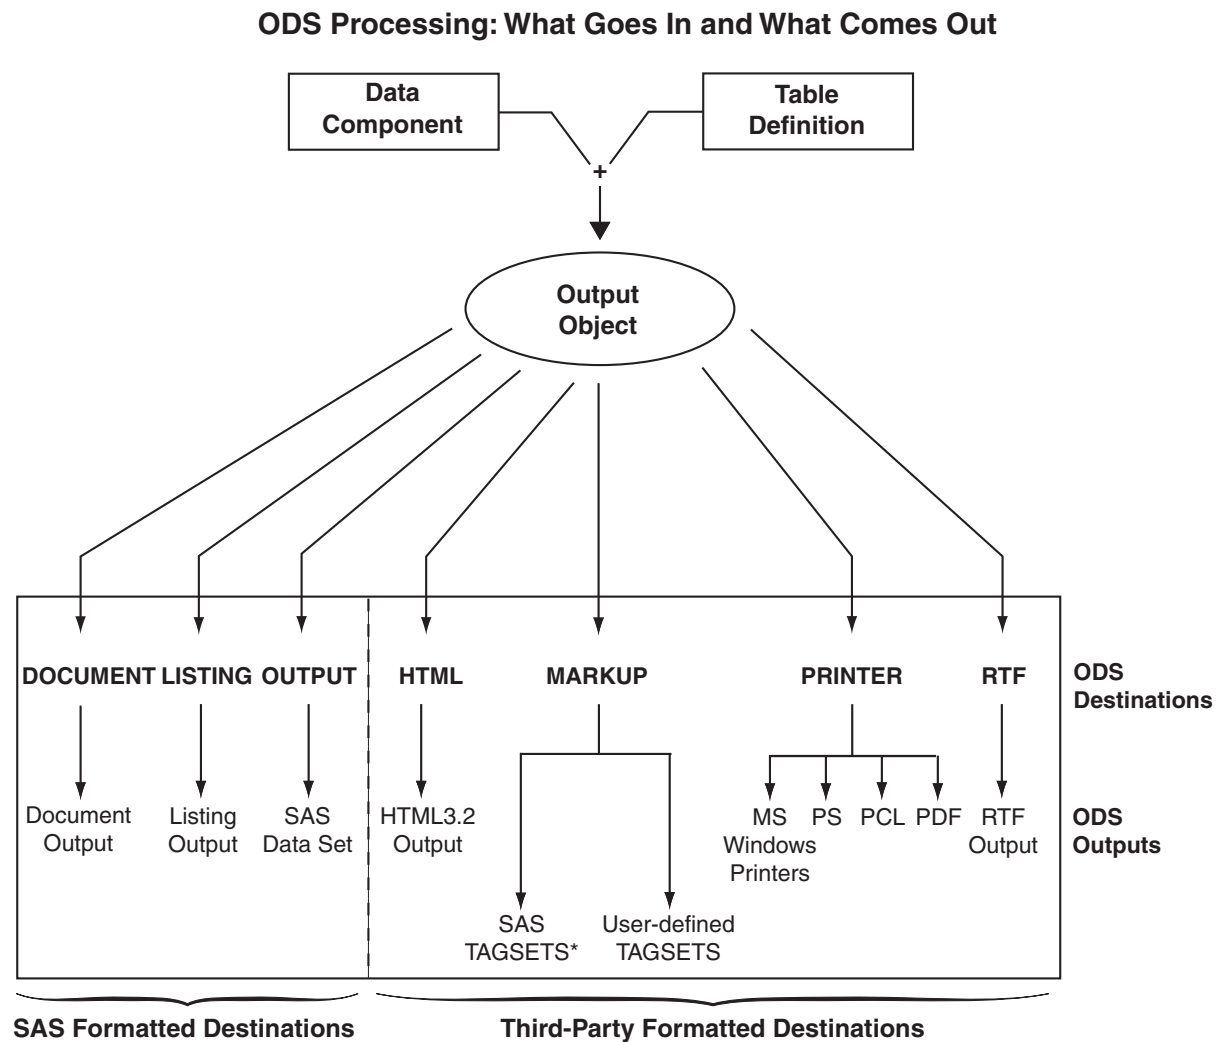 ODS Processing: What Goes In and What Comes Out
Data
Component
Table
Definition
+
Output
Object
DOCUMENT LISTING OUTPUT HTML MARKUP PRINTER RTF
ODS
Destinations
Document
Output
Listing
Output
SAS
Data Set
HTML3.2
Output
MS
Windows
Printers
PS
PCL
PDF
RTF
Output
ODS
Outputs
SAS
TAGSETS*
User-defined
TAGSETS
SAS Formatted Destinations
Third-Party Formatted Destinations